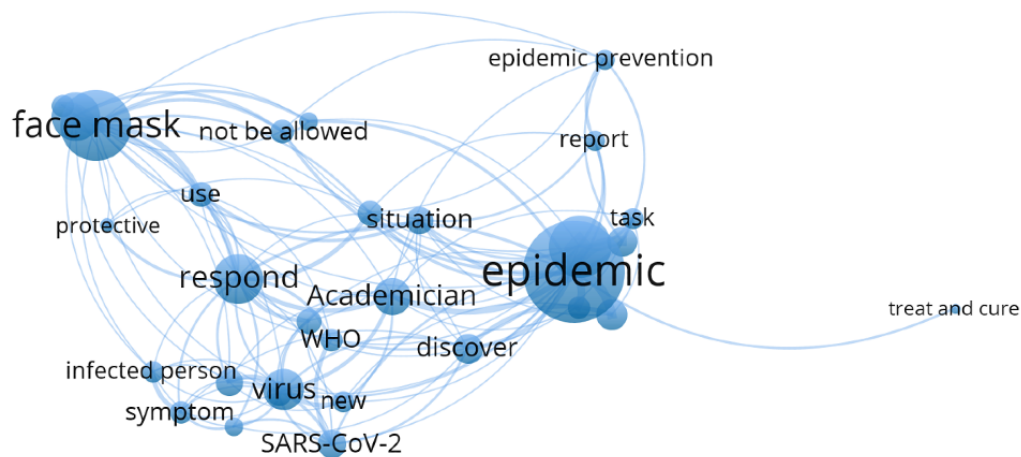 epidemic prevention
face mask
not be allowed
report
use
protective
situation
task
respond
Academician
epidemic
treat and cure
WHO
discover
infected person
virus
new
symptom
SARS-CoV-2